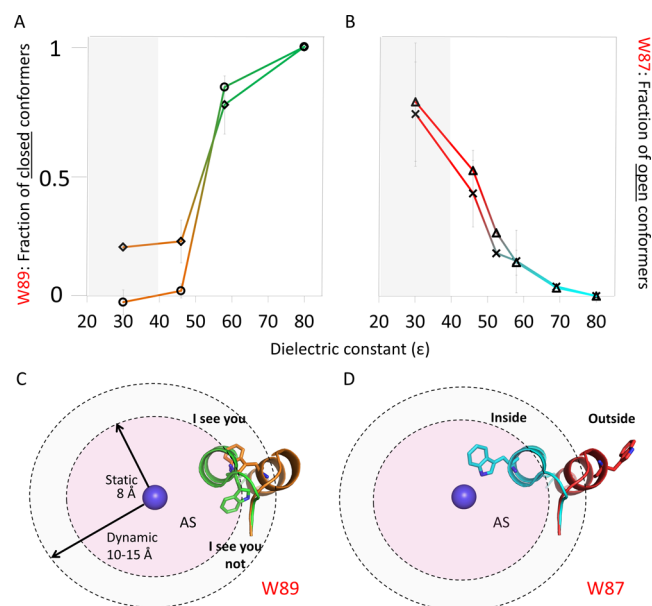 A
B
1
0.5
0
W89: Fraction of closed conformers
W87: Fraction of open conformers
20 30 40 50 60 70 80
20 30 40 50 60 70 80
Dielectric constant (ε)
C
D
I see you
Static
8 Å
AS
Dynamic
10-15 Å
I see you
not
W89
Inside
Outside
AS
W87